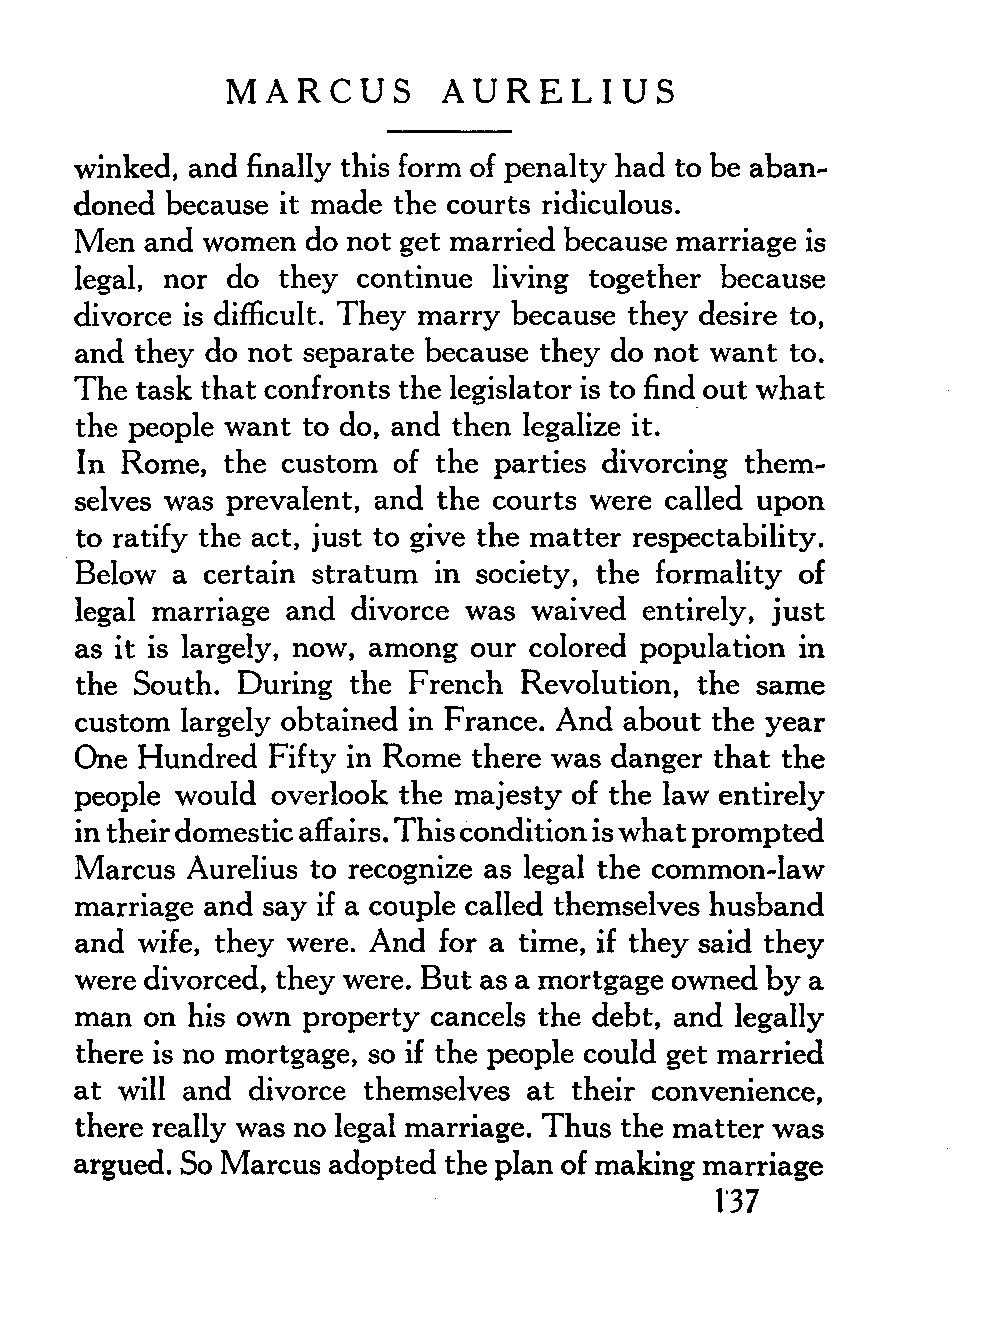 MARCUS AURELIUS
winked, and finally this form of penalty had to be aban-
doned because it made the courts ridiculous.
Men and women do not get married because marriage is
legal, nor do they continue living together because
divorce is difficult. They marry because they desire to,
and they do not separate because they do not want to.
The task that confronts the legislator is to find out what
the people want to do, and then legalize it.
In Rome, the custom of the parties divorcing them-
selves was prevalent, and the courts were called upon
to ratify the act, just to give the matter respectability.
Below a certain stratum in society, the formality of
legal marriage and divorce was waived entirely, just
as it is largely, now, among our colored population in
the South. During the French Revolution, the same
custom largely obtained in France. And about the year
One Hundred Fifty in Rome there was danger that the
people would overlook the majesty of the law entirely
in their domestic affairs. This condition is what prompted
Marcus Aurelius to recognize as legal the common-law
marriage and say if a couple called themselves husband
and wife, they were. And for a time, if they said they
were divorced, they were. But as a mortgage owned by a
man on his own property cancels the debt, and legally
there is no mortgage, so if the people could get married
at will and divorce themselves at their convenience,
there really was no legal marriage. Thus the matter was
argued. So Marcus adopted the plan of making marriage
137